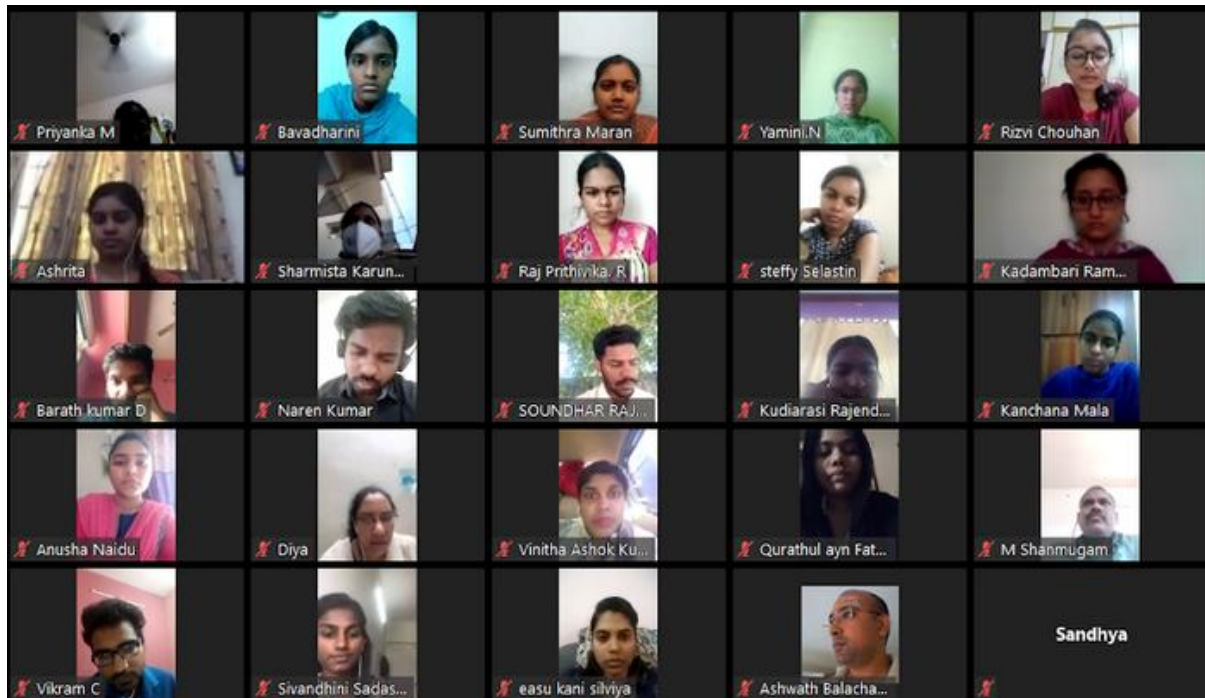 Priyanka M
Bavadharini
Sumithra Maran
Yamini.N
Rizvi Chouhan
Ashrita
Sharmista Karun...
Raj Prithivika. R
steffy Selastin
Kadambari Ram...
Barath kumar D
Naren Kumar
SOUNDHAR RAJ...
Kudiarasi Rajend...
Kanchana Mala
Anusha Naidu
Diya
Vinitha Ashok Ku...
Qurathul ayn Fat...
M Shanmugam
Vikram C
Sivandhini Sadas...
easu kani silviya
Ashwath Balacha...
Sandhya